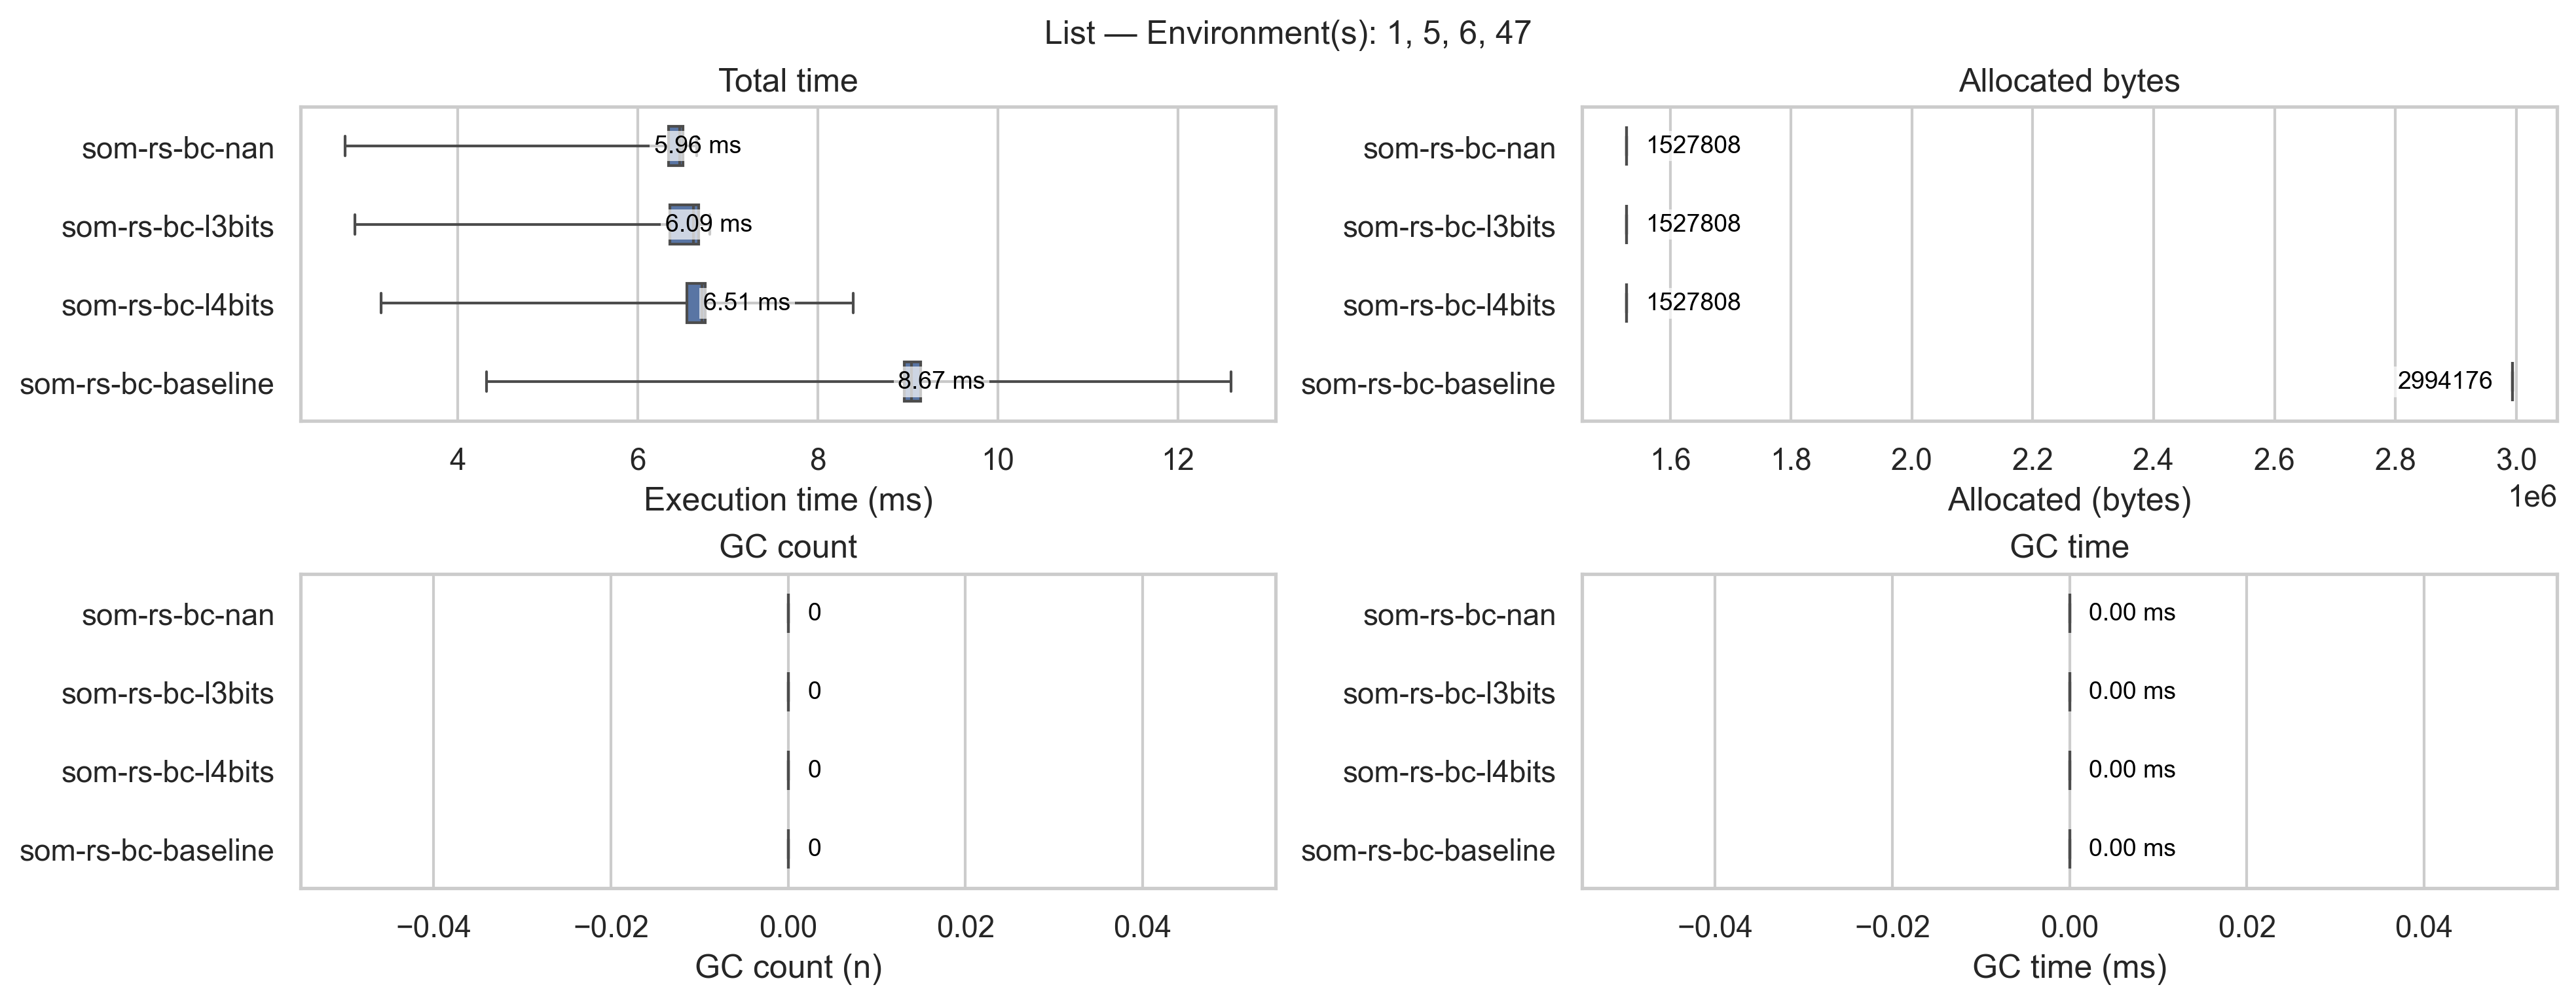 List — Environment(s): 1, 5, 6, 47
Total time
som-rs-bc-nan
5.96 ms
som-rs-bc-l3bits
6.09 ms
som-rs-bc-l4bits
6.51 ms
som-rs-bc-baseline
8.67 ms
4 6 8 10 12
Execution time (ms)
Allocated bytes
som-rs-bc-nan
1527808
som-rs-bc-l3bits
1527808
som-rs-bc-l4bits
1527808
som-rs-bc-baseline
2994176
1.6 1.8 2.0 2.2 2.4 2.6 2.8 3.0
1e6
Allocated (bytes)
GC count
som-rs-bc-nan
0
som-rs-bc-l3bits
0
som-rs-bc-l4bits
0
som-rs-bc-baseline
0
−0.04 −0.02 0.00 0.02 0.04
GC count (n)
GC time
som-rs-bc-nan
0.00 ms
som-rs-bc-l3bits
0.00 ms
som-rs-bc-l4bits
0.00 ms
som-rs-bc-baseline
0.00 ms
−0.04 −0.02 0.00 0.02 0.04
GC time (ms)